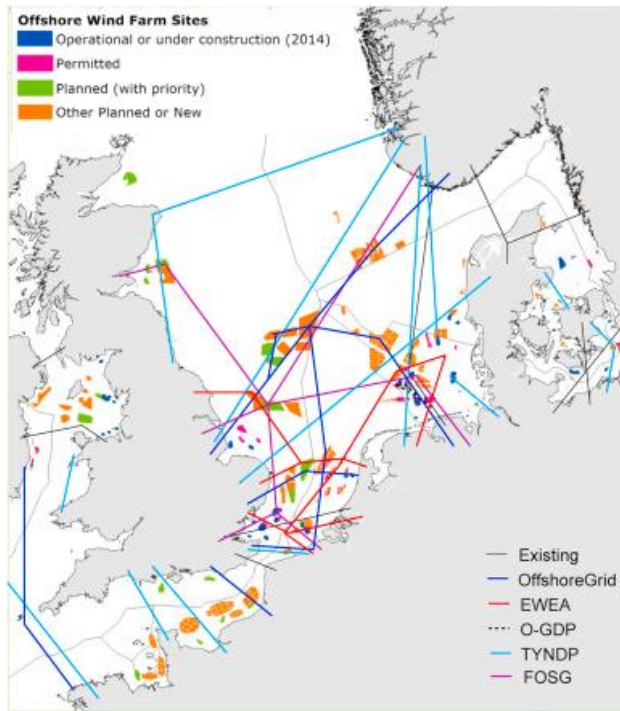 Offshore Wind Farm Sites
Operational or under construction (2014)
Permitted
Planned (with priority)
Other Planned or New
Existing
OffshoreGrid
EWEA
O-GDP
TYNDP
FOSG